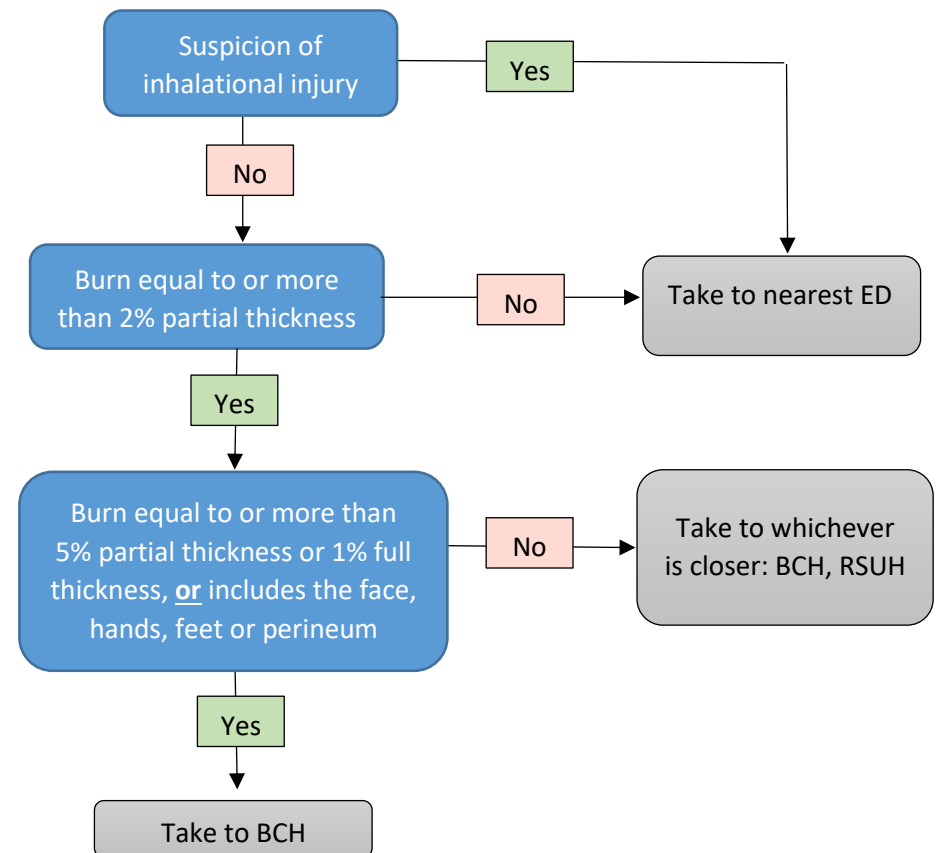 Suspicion of
inhalational injury
Yes
No
Burn equal to or more
than 2% partial thickness
No
Take to nearest ED
Yes
Burn equal to or more than
5% partial thickness or 1% full
thickness, or includes the face,
hands, feet or perineum
No
Take to whichever
is closer: BCH, RSUH
Yes
Take to BCH